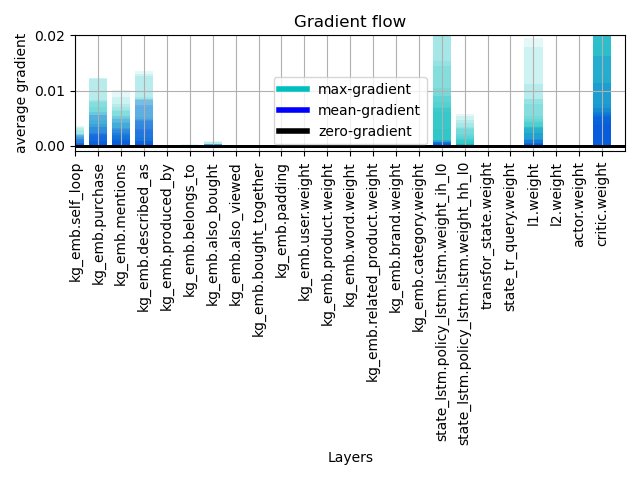 Gradient flow
average gradient
0.02
0.01
0.00
max-gradient
mean-gradient
zero-gradient
kg_emb.self_loop
kg_emb.purchase
kg_emb.mentions
kg_emb.described_as
kg_emb.produced_by
kg_emb.belongs_to
kg_emb.also_bought
kg_emb.also_viewed
kg_emb.bought_together
kg_emb.padding
kg_emb.user.weight
kg_emb.product.weight
kg_emb.word.weight
kg_emb.related_product.weight
kg_emb.brand.weight
kg_emb.category.weight
state_lstm.policy_lstm.lstm.weight_ih_l0
state_lstm.policy_lstm.lstm.weight_hh_l0
transfor_state.weight
state_tr_query.weight
l1.weight
l2.weight
actor.weight
critic.weight
Layers